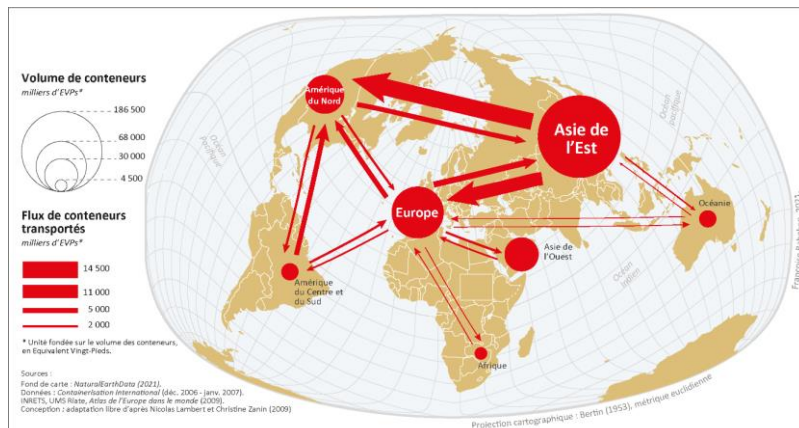 Volume de conteneurs
milliers d'EVPs*
186 500
68 000
30 000
4 500
Flux de conteneurs
transportés
milliers d'EVPs*
14 500
11 000
5 000
2 000
* Unité fondée sur le volume des conteneurs,
en Equivalent Vingt-Pieds.
Sources :
Fond de carte : NaturalEarthData (2021).
Données : Containerisation International (déc. 2006 - janv. 2007).
INRETS, UMS Riate, Atlas de l'Europe dans le monde (2009).
Conception : adaptation libre d'après Nicolas Lambert et Christine Zanin (2009)
Amérique
du Nord
Asie de
l'Est
Europe
Asie de
l'Ouest
Océanie
Amérique
du Centre et
du Sud
Afrique
Océan
Pacifique
Océan
pacifique
Océan
Indien
Projection cartographique : Bertin (1953), métrique euclidienne
2021